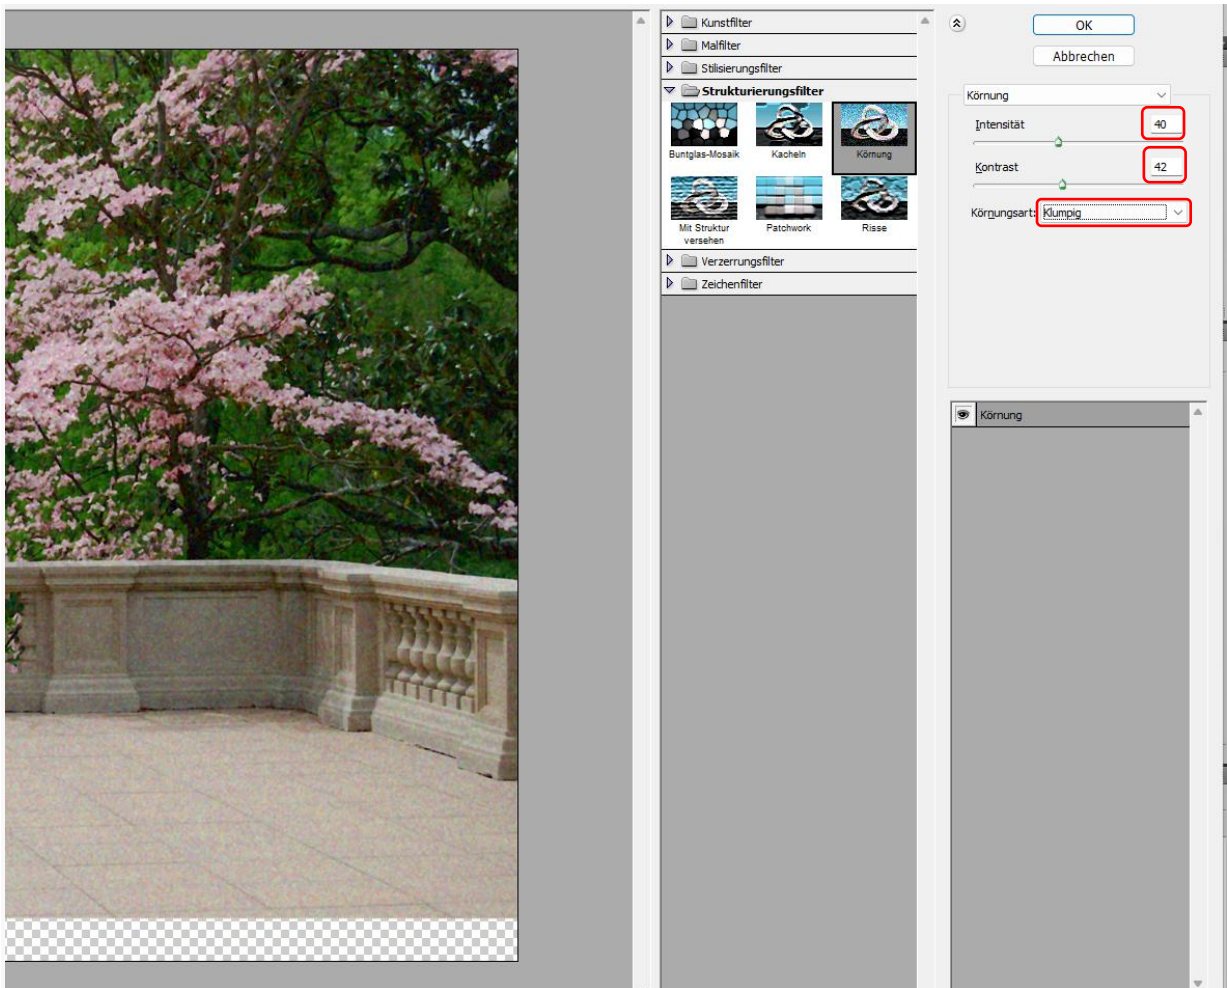 Kunstfilter
Malfilter
Stilisierungsfilter
Strukturierungsfilter
Buntglas-Mosaik
Kacheln
Körnung
Mit Struktur
versehen
Patchwork
Risse
Verzerrungsfilter
Zeichenfilter
OK
Abbrechen
Körnung
Intensität 40
Kontrast 42
Körnungsart: Klumpig
Körnung